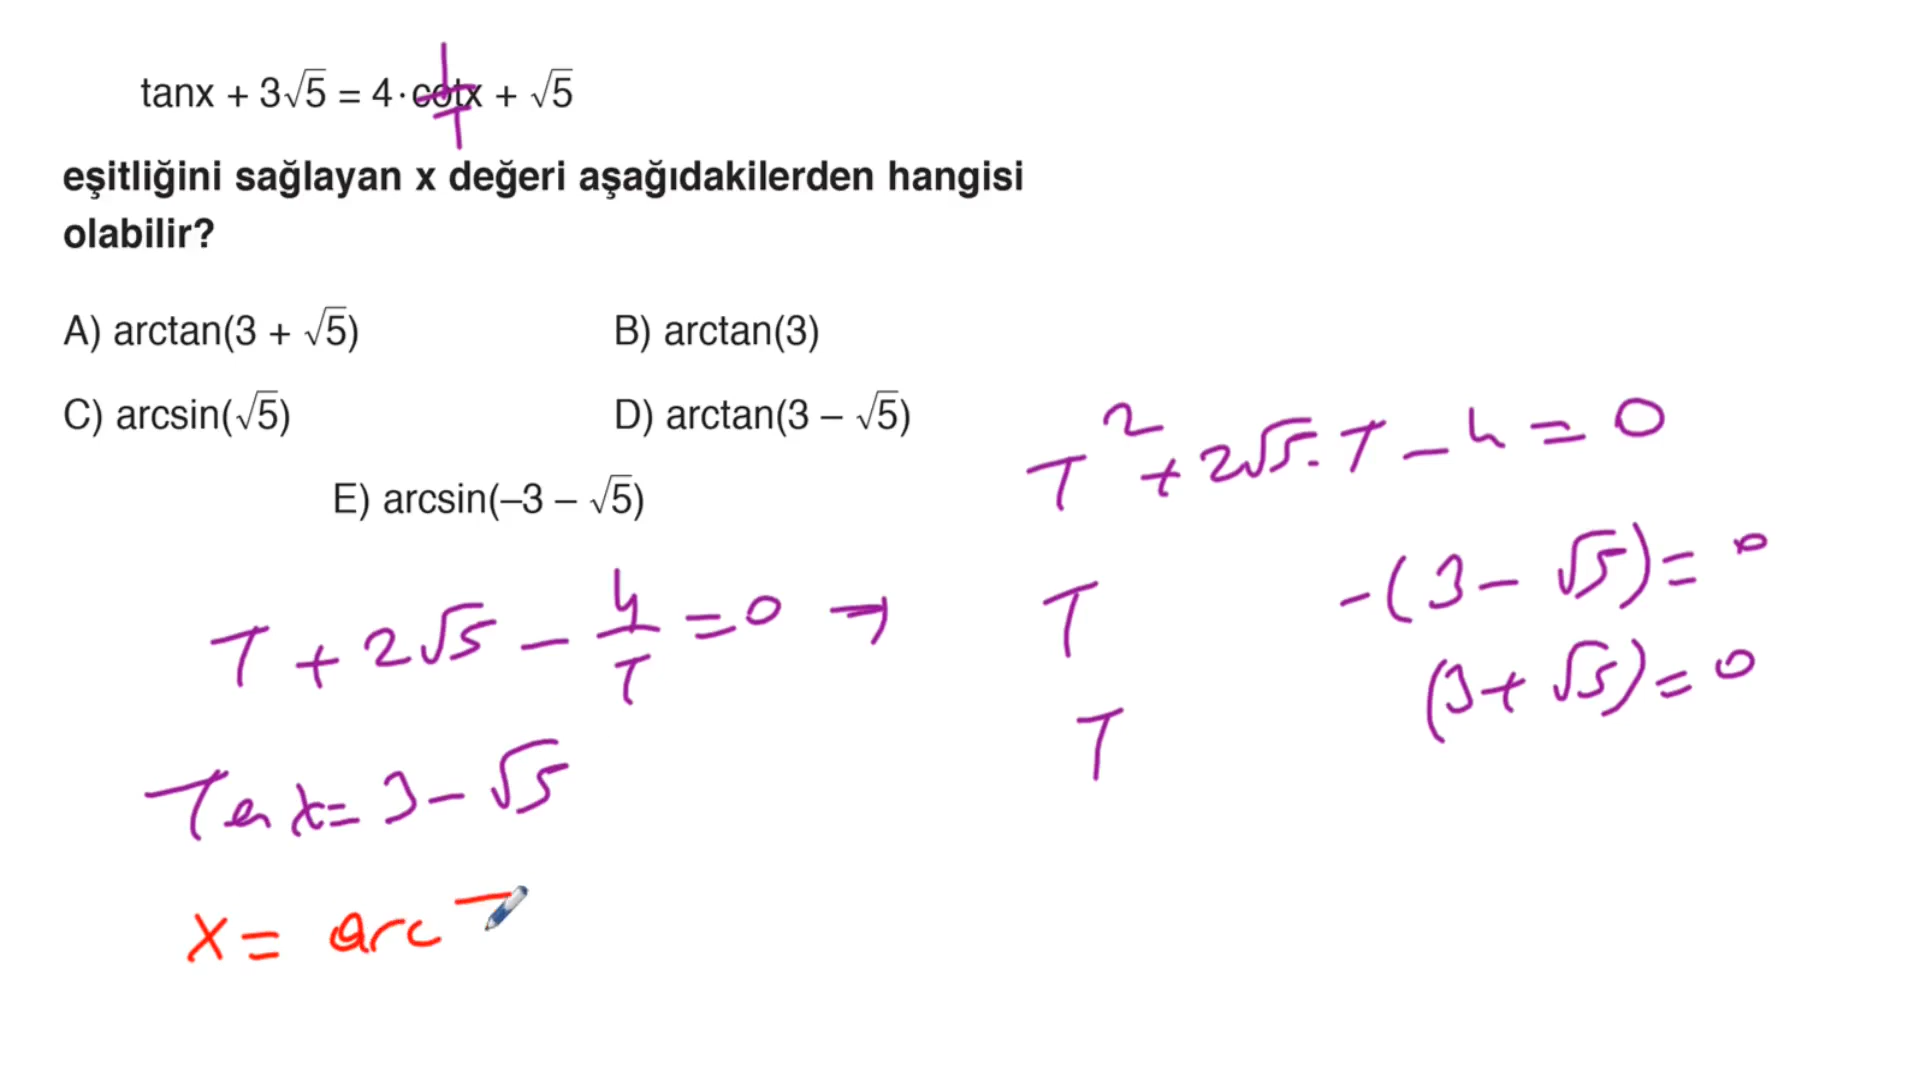 tanx + 3√5 = 4·cotx + √5
1/T
eşitliğini sağlayan x değeri aşağıdakilerden hangisi
olabilir?
A) arctan(3 + √5) B) arctan(3)
C) arcsin(√5) D) arctan(3 – √5)
E) arcsin(–3 – √5)
T² + 2√5·T – 4 = 0
T + 2√5 – 4/T = 0 →
T -(3 – √5) = 0
T (3 + √5) = 0
Tan x = 3 – √5
x = arc